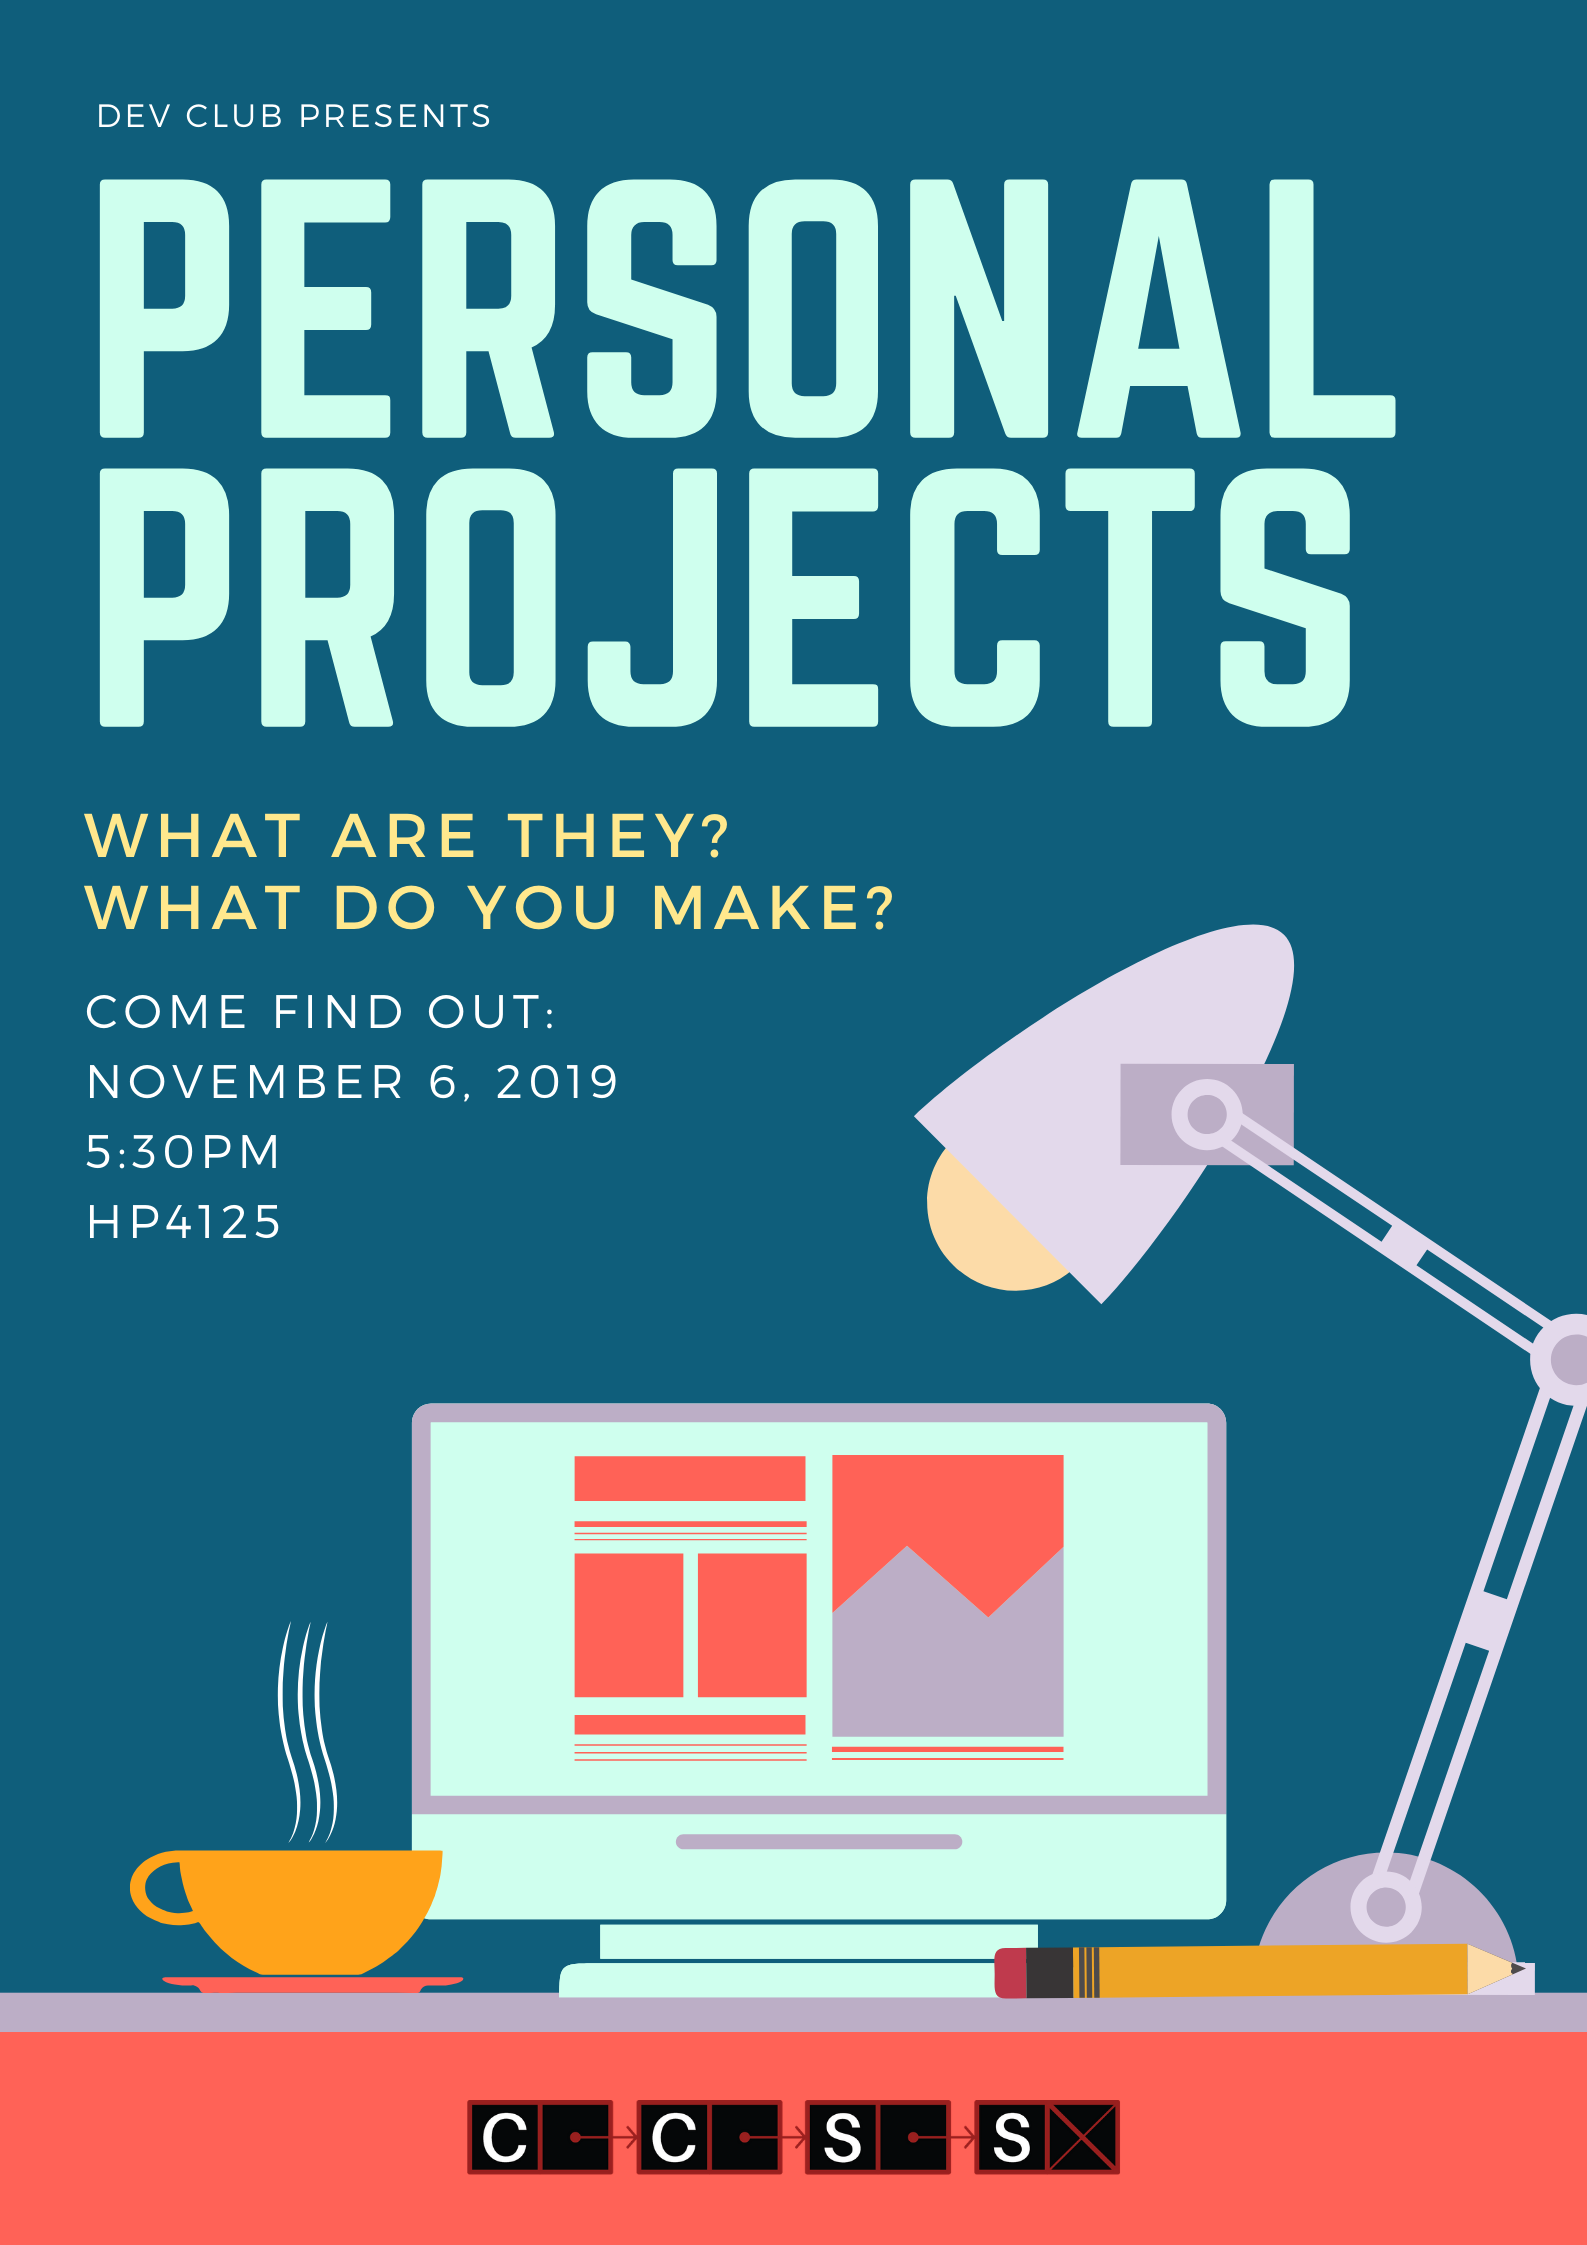 DEV CLUB PRESENTS
PERSONAL
PROJECTS
WHAT ARE THEY?
WHAT DO YOU MAKE?
COME FIND OUT:
NOVEMBER 6, 2019
5:30PM
HP4125
C C S S